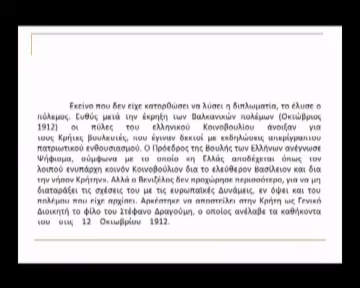 Εκείνο που δεν είχε κατορθώσει να λύσει η διπλωματία, το έλυσε ο
πόλεμος. Ευθύς μετά την έκρηξη των Βαλκανικών πολέμων (Οκτώβριος
1912) οι πύλες του ελληνικού Κοινοβουλίου άνοιξαν για
τους Κρήτες βουλευτές, που έγιναν δεκτοί με εκδηλώσεις απερίγραπτου
πατριωτικού ενθουσιασμού. Ο Πρόεδρος της Βουλής των Ελλήνων ανέγνωσε
Ψήφισμα, σύμφωνα με το οποίο «η Ελλάς αποδέχεται όπως του
λοιπού ενυπάρχη κοινόν Κοινοβούλιον δια το ελεύθερον Βασίλειον και δια
την νήσον Κρήτην». Αλλά ο Βενιζέλος δεν προχώρησε περισσότερο, για να μη
διαταράξει τις σχέσεις του με τις ευρωπαϊκές Δυνάμεις, εν όψει και του
πολέμου που είχε αρχίσει. Αρκέστηκε να αποστείλει στην Κρήτη ως Γενικό
Διοικητή το φίλο του Στέφανο Δραγούμη, ο οποίος ανέλαβε τα καθήκοντα
του στις 12 Οκτωβρίου 1912.